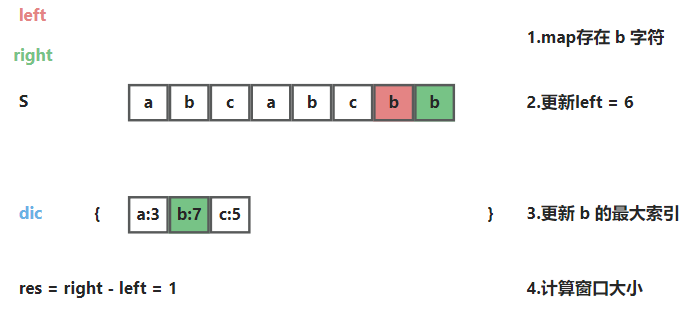 left
1.map存在 b 字符
right
S a b c a b c b b
2.更新left = 6
dic { a:3 b:7 c:5 }
3.更新 b 的最大索引
res = right - left = 1
4.计算窗口大小